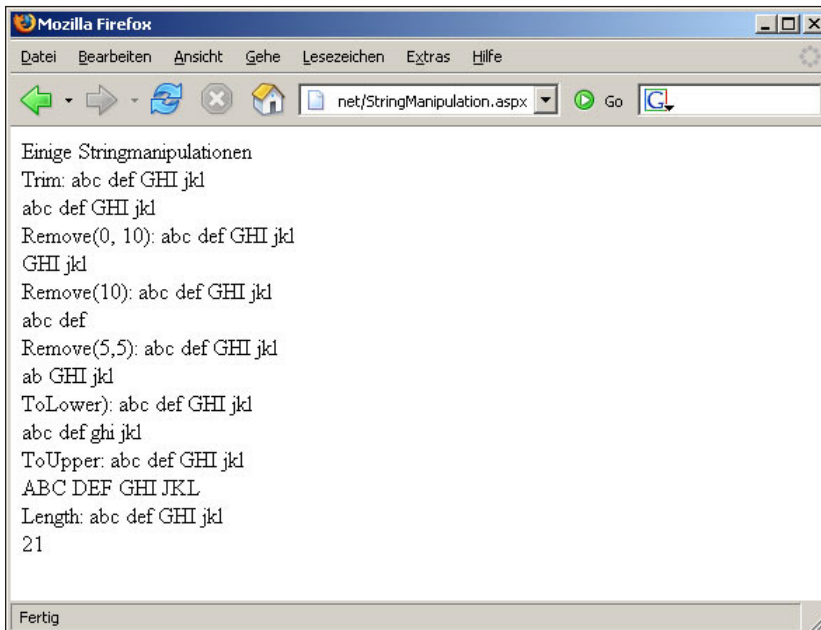 Mozilla Firefox
Datei Bearbeiten Ansicht Gehe Lesezeichen Extras Hilfe
net/StringManipulation.aspx Go G
Einige Stringmanipulationen
Trim: abc def GHI jkl
abc def GHI jkl
Remove(0, 10): abc def GHI jkl
GHI jkl
Remove(10): abc def GHI jkl
abc def
Remove(5,5): abc def GHI jkl
ab GHI jkl
ToLower): abc def GHI jkl
abc def ghi jkl
ToUpper: abc def GHI jkl
ABC DEF GHI JKL
Length: abc def GHI jkl
21
Fertig